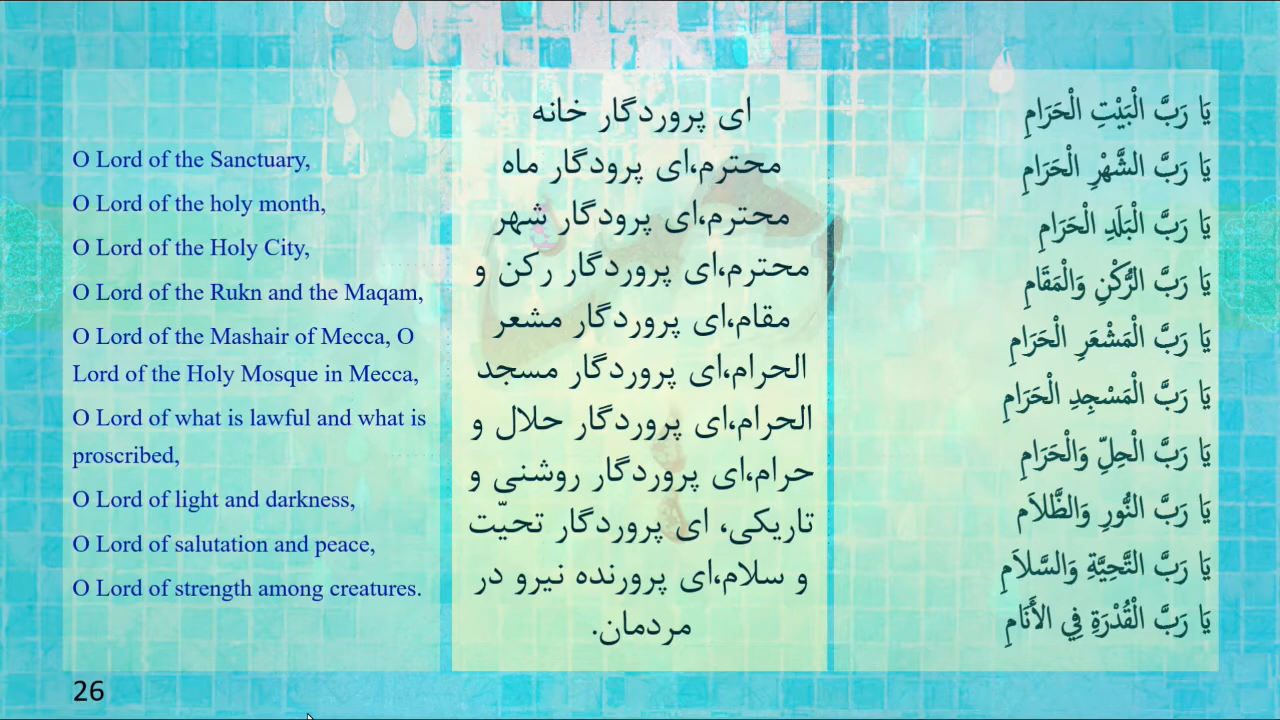 O Lord of the Sanctuary,
O Lord of the holy month,
O Lord of the Holy City,
O Lord of the Rukn and the Maqam,
O Lord of the Mashair of Mecca, O
Lord of the Holy Mosque in Mecca,
O Lord of what is lawful and what is
proscribed,
O Lord of light and darkness,
O Lord of salutation and peace,
O Lord of strength among creatures.
ای پروردگار خانه
محترم،ای پرودگار ماه
محترم،ای پرودگار شهر
محترم،ای پروردگار رکن و
مقام،ای پروردگار مشعر
الحرام،ای پروردگار مسجد
الحرام،ای پروردگار حلال و
حرام،ای پروردگار روشنی و
تاریکی، ای پروردگار تحیّت
و سلام،ای پرورنده نیرو در
مردمان.
يَا رَبَّ الْبَيْتِ الْحَرَامِ
يَا رَبَّ الشَّهْرِ الْحَرَامِ
يَا رَبَّ الْبَلَدِ الْحَرَامِ
يَا رَبَّ الرُّكْنِ وَالْمَقَامِ
يَا رَبَّ الْمَشْعَرِ الْحَرَامِ
يَا رَبَّ الْمَسْجِدِ الْحَرَامِ
يَا رَبَّ الْحِلِّ وَالْحَرَامِ
يَا رَبَّ النُّورِ وَالظَّلاَمِ
يَا رَبَّ التَّحِيَّةِ وَالسَّلاَمِ
يَا رَبَّ الْقُدْرَةِ فِي الأَنَامِ
26